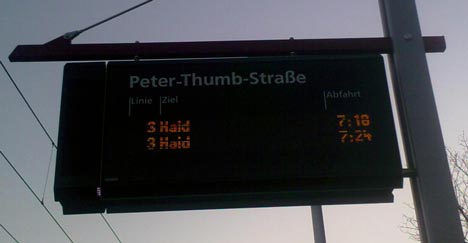 Peter-Thumb-Straße
Linie Ziel Abfahrt
3 Haid 7:18
3 Haid 7:24